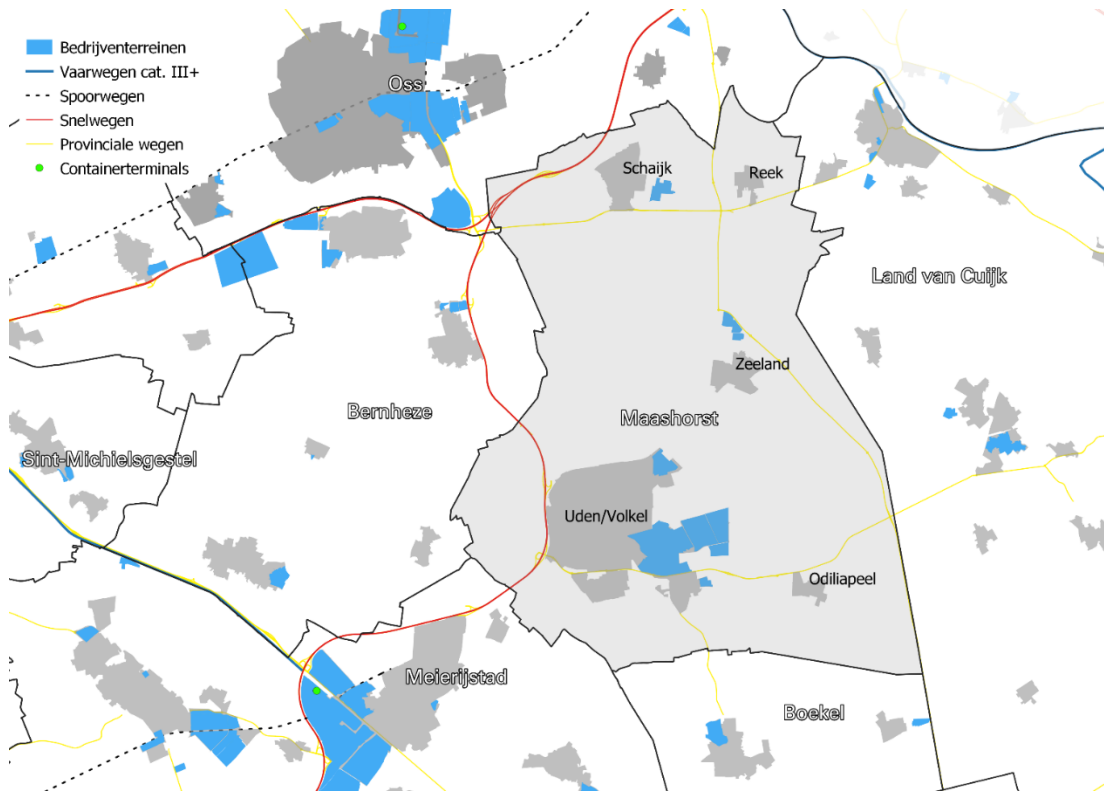 Bedrijventerreinen
Vaarwegen cat. III+
Spoorwegen
Snelwegen
Provinciale wegen
Containerterminals
Oss
Schaijk
Reek
Land van Cuijk
Zeeland
Bernheze
Maashorst
Sint-Michielsgestel
Uden/Volkel
Odiliapeel
Meierijstad
Boekel